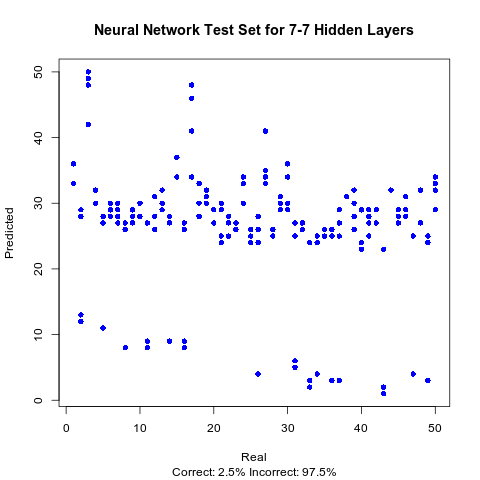 Neural Network Test Set for 7-7 Hidden Layers
50
40
30
20
10
0
Predicted
0 10 20 30 40 50
Real
Correct: 2.5% Incorrect: 97.5%